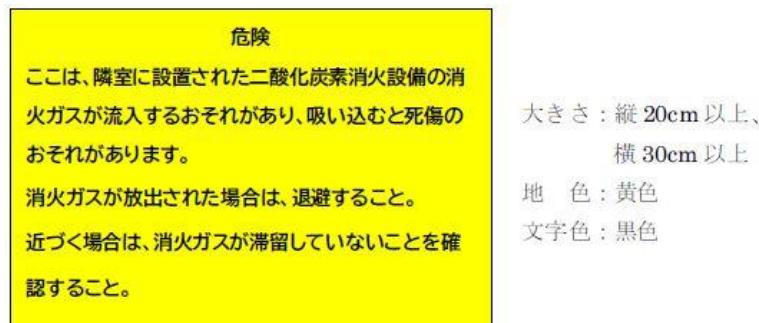 危険
ここは、隣室に設置された二酸化炭素消火設備の消
火ガスが流入するおそれがあり、吸い込むと死傷の
おそれがあります。
消火ガスが放出された場合は、退避すること。
近づく場合は、消火ガスが滞留していないことを確
認すること。
大きさ：縦 20cm 以上、
横 30cm 以上
地　色：黄色
文字色：黒色